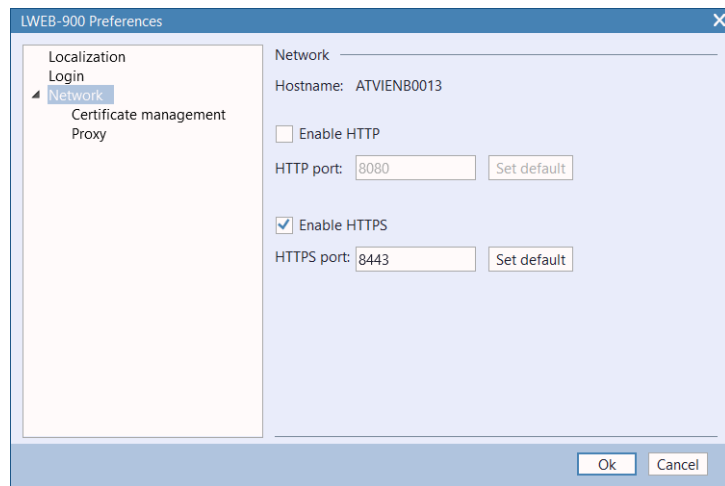 LWEB-900 Preferences
Localization
Login
Network
Certificate management
Proxy
Network
Hostname: ATVIENB0013
Enable HTTP
HTTP port: 8080 Set default
Enable HTTPS
HTTPS port: 8443 Set default
Ok Cancel